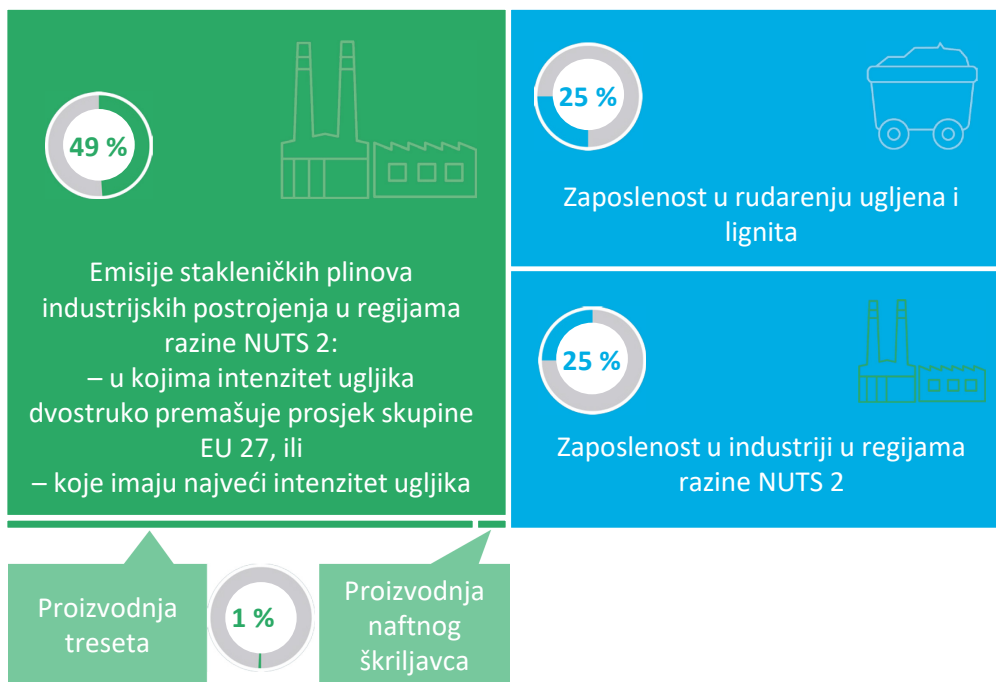 49 %
Emisije stakleničkih plinova
industrijskih postrojenja u regijama
razine NUTS 2:
– u kojima intenzitet ugljika
dvostruko premašuje prosjek skupine
EU 27, ili
– koje imaju najveći intenzitet ugljika
25 %
Zaposlenost u rudarenju ugljena i
lignita
25 %
Zaposlenost u industriji u regijama
razine NUTS 2
Proizvodnja
treseta
1 %
Proizvodnja
naftnog
škriljavca